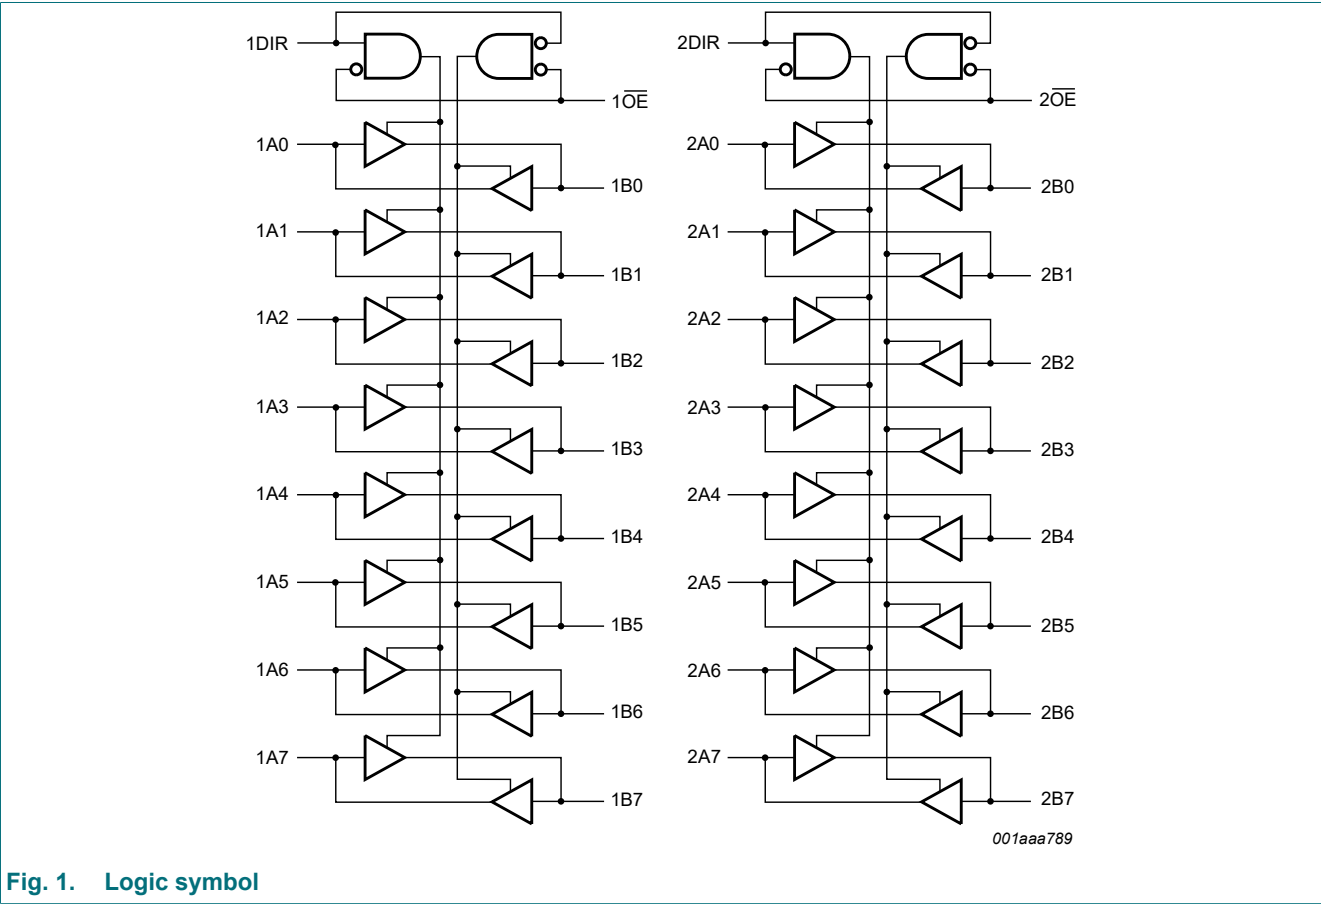 1DIR
1O̅E̅
1A0
1B0
1A1
1B1
1A2
1B2
1A3
1B3
1A4
1B4
1A5
1B5
1A6
1B6
1A7
1B7
2DIR
2O̅E̅
2A0
2B0
2A1
2B1
2A2
2B2
2A3
2B3
2A4
2B4
2A5
2B5
2A6
2B6
2A7
2B7
001aaa789
Fig. 1. Logic symbol